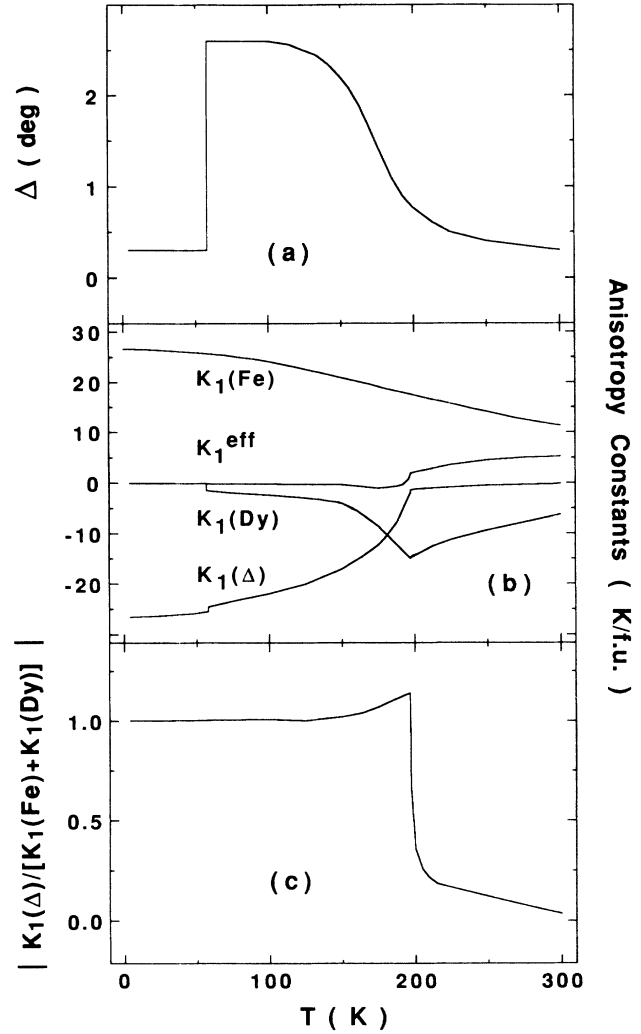 Δ ( deg )
2
1
0
(a)
30
20
10
0
-10
-20
K1(Fe)
K1eff
K1(Dy)
K1(Δ)
(b)
Anisotropy Constants ( K/f.u. )
| K1(Δ)/[K1(Fe)+K1(Dy)] |
1.0
0.5
0.0
(c)
0 100 200 300
T ( K )